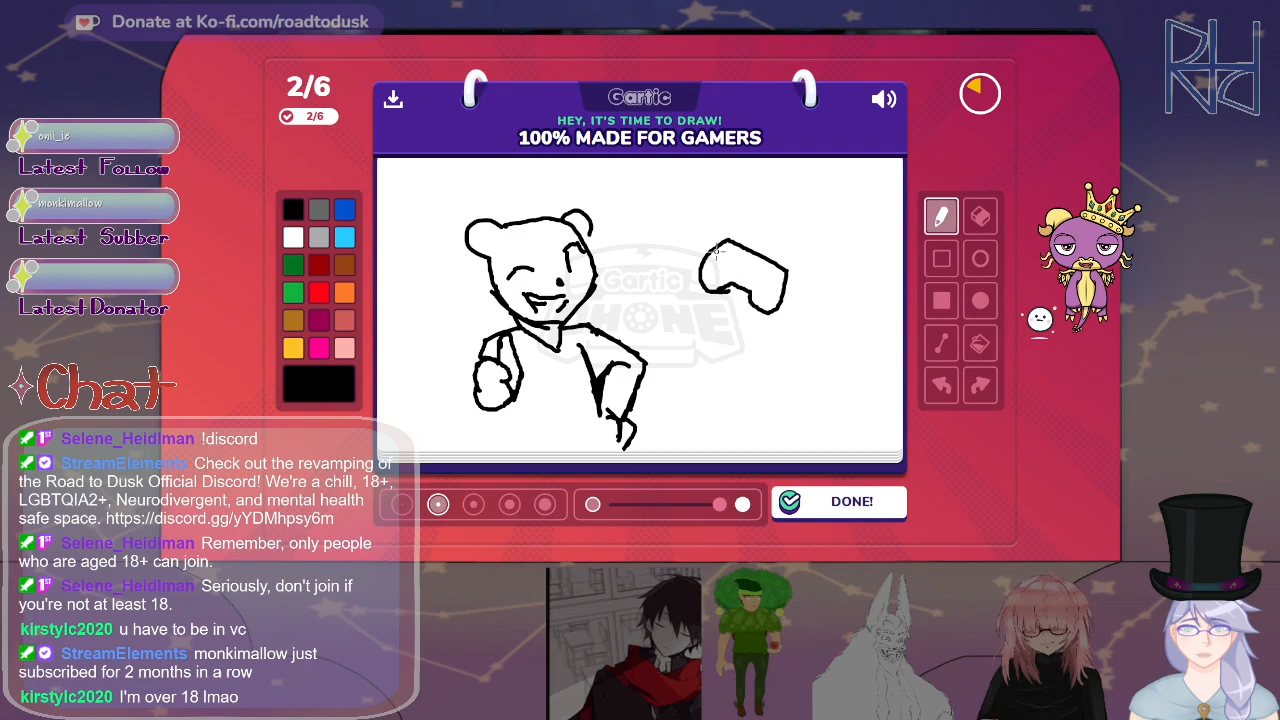 Donate at Ko-fi.com/roadtodusk
onil_ie
Latest Follow
monkimallow
Latest Subber
Latest Donator
Chat
Selene_Heidlman !discord
StreamElements Check out the revamping of
the Road to Dusk Official Discord! We're a chill, 18+,
LGBTQIA2+, Neurodivergent, and mental health
safe space. https://discord.gg/yYDMhpsy6m
Selene_Heidlman Remember, only people
who are aged 18+ can join.
Selene_Heidlman Seriously, don't join if
you're not at least 18.
kirstylc2020 u have to be in vc
StreamElements monkimallow just
subscribed for 2 months in a row
kirstylc2020 I'm over 18 lmao
2/6
2/6
Gartic
HEY, IT'S TIME TO DRAW!
100% MADE FOR GAMERS
Gartic
PHONE
DONE!